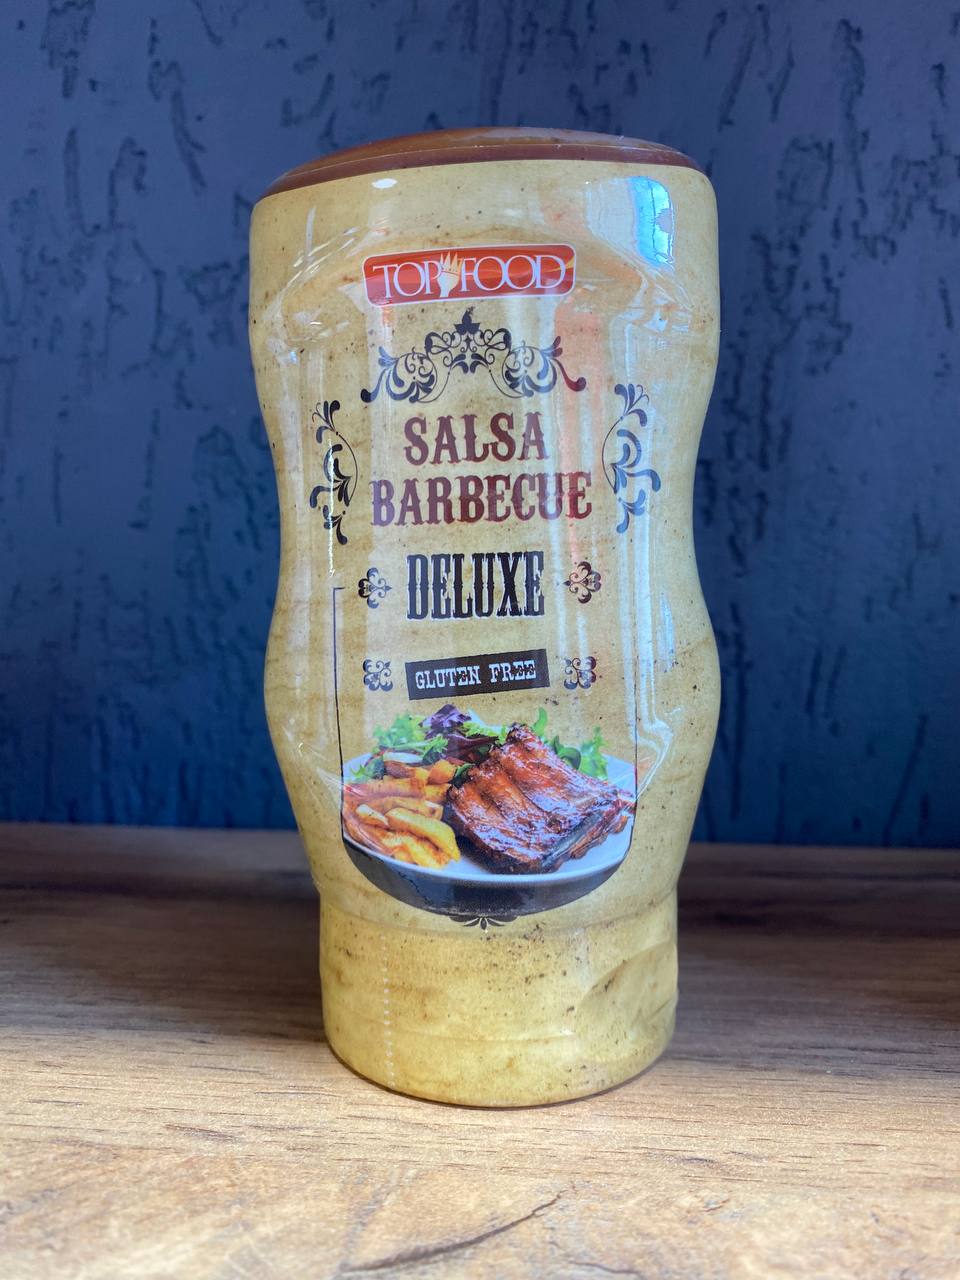 TOP FOOD
SALSA
BARBECUE
DELUXE
GLUTEN FREE